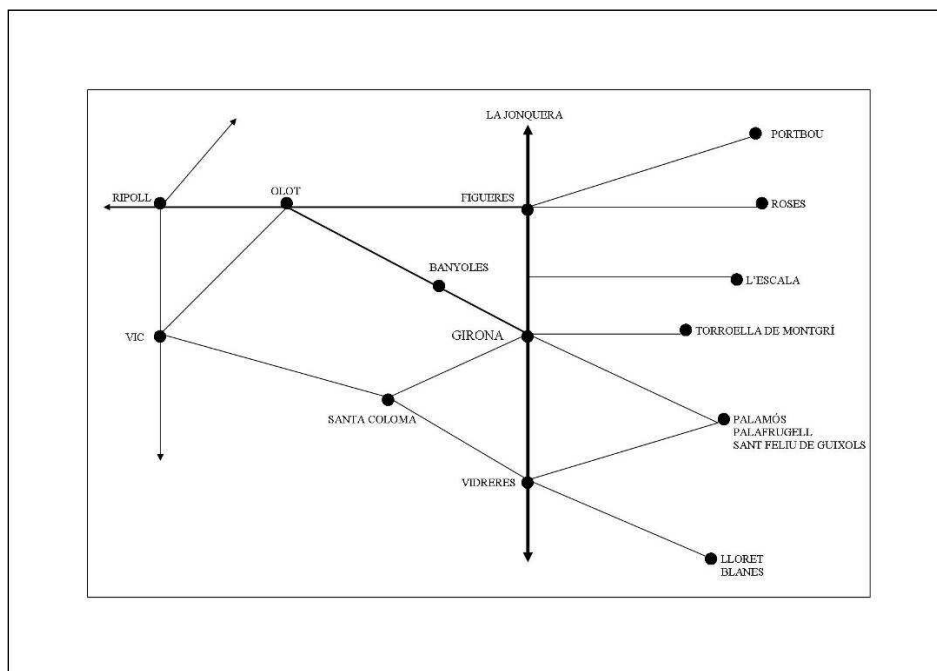 LA JONQUERA
PORTBOU
RIPOLL
OLOT
FIGUERES
ROSES
BANYOLES
L'ESCALA
VIC
GIRONA
TORROELLA DE MONTGRÍ
SANTA COLOMA
PALAMÓS
PALAFRUGELL
SANT FELIU DE GUIXOLS
VIDRERES
LLORET
BLANES